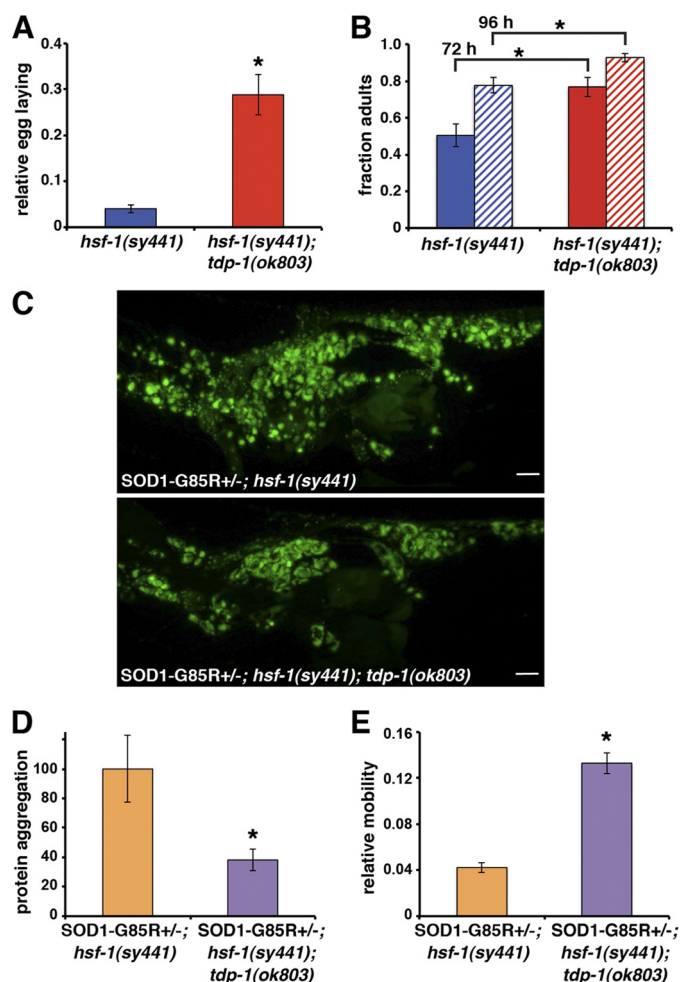 A
0.4
0.3
0.2
0.1
0
relative egg laying
*
hsf-1(sy441)
hsf-1(sy441);
tdp-1(ok803)
B
1.0
0.8
0.6
0.4
0.2
0
fraction adults
96 h
*
72 h
*
hsf-1(sy441)
hsf-1(sy441);
tdp-1(ok803)
C
SOD1-G85R+/-; hsf-1(sy441)
SOD1-G85R+/-; hsf-1(sy441); tdp-1(ok803)
D
100
80
60
40
20
0
protein aggregation
*
SOD1-G85R+/-;
hsf-1(sy441)
SOD1-G85R+/-;
hsf-1(sy441);
tdp-1(ok803)
E
0.16
0.12
0.08
0.04
0
relative mobility
*
SOD1-G85R+/-;
hsf-1(sy441)
SOD1-G85R+/-;
hsf-1(sy441);
tdp-1(ok803)